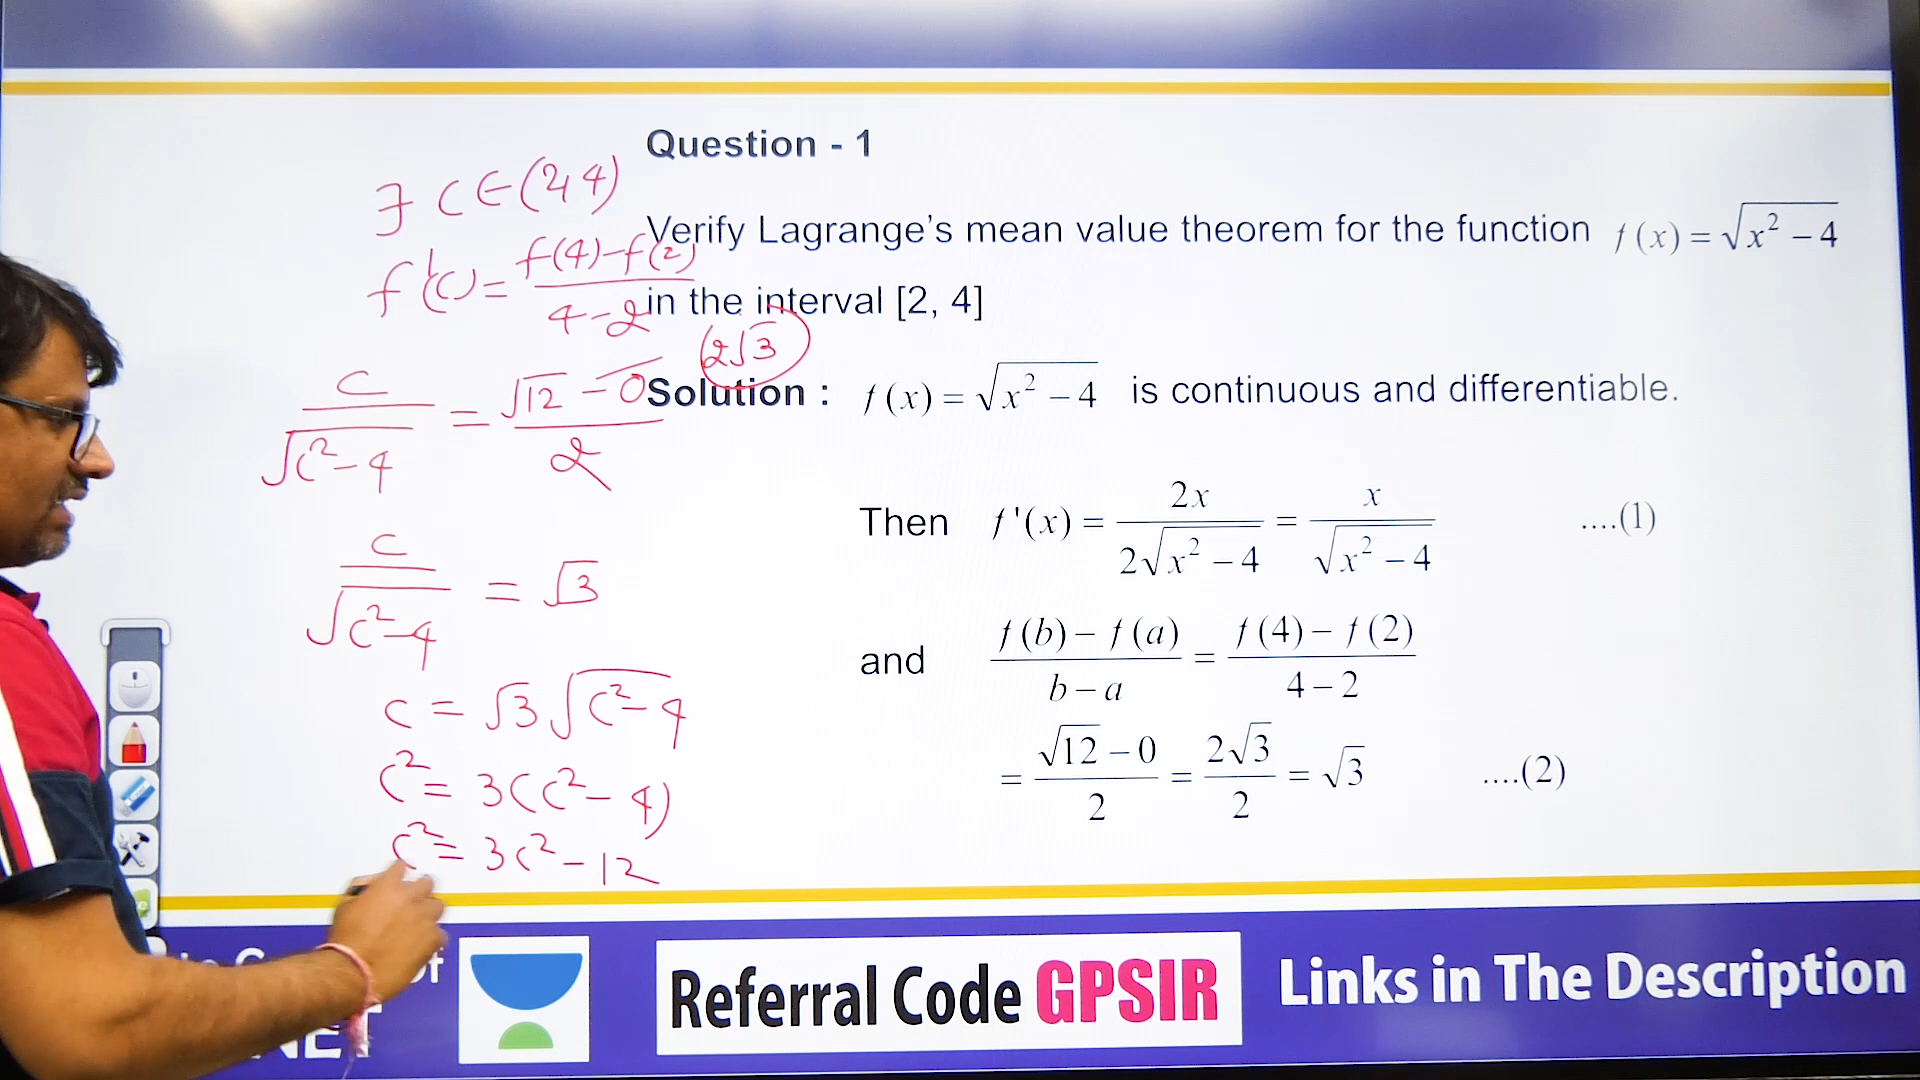 Question - 1
∃ c ∈ (2, 4)
Verify Lagrange's mean value theorem for the function f(x) = √(x² – 4)
f'(c) = (f(4) – f(2)) / (4 – 2)
in the interval [2, 4]
2√3
c / √(c² – 4) = (√12 – 0) / 2
Solution : f(x) = √(x² – 4) is continuous and differentiable.
Then f'(x) = 2x / (2√(x² – 4)) = x / √(x² – 4) ....(1)
c / √(c² – 4) = √3
and (f(b) – f(a)) / (b – a) = (f(4) – f(2)) / (4 – 2)
c = √3 √(c² – 4)
= (√12 – 0) / 2 = 2√3 / 2 = √3 ....(2)
c² = 3(c² – 4)
c² = 3c² – 12
Referral Code GPSIR
Links in The Description